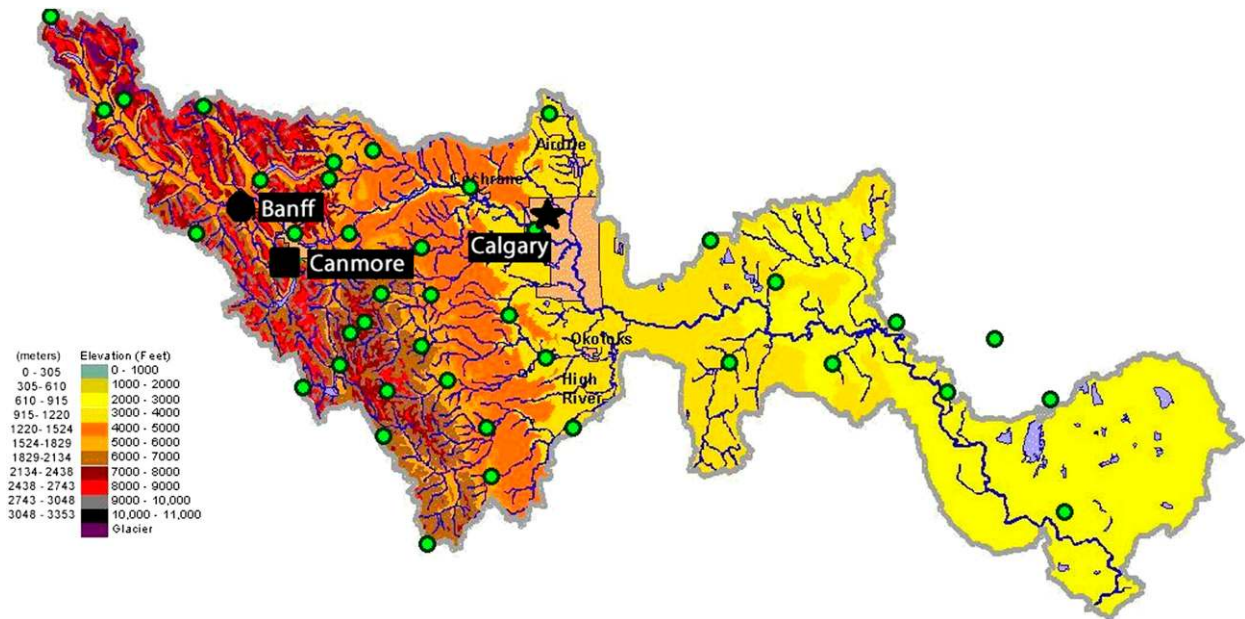 Airdrie
Cochrane
Banff
Calgary
Canmore
Okotoks
High
River
(meters) Elevation (Feet)
0 - 305 0 - 1000
305- 610 1000 - 2000
610 - 915 2000 - 3000
915- 1220 3000 - 4000
1220- 1524 4000 - 5000
1524-1829 5000 - 6000
1829-2134 6000 - 7000
2134- 2438 7000 - 8000
2438 - 2743 8000 - 9000
2743 - 3048 9000 - 10,000
3048 - 3353 10,000 - 11,000
Glacier